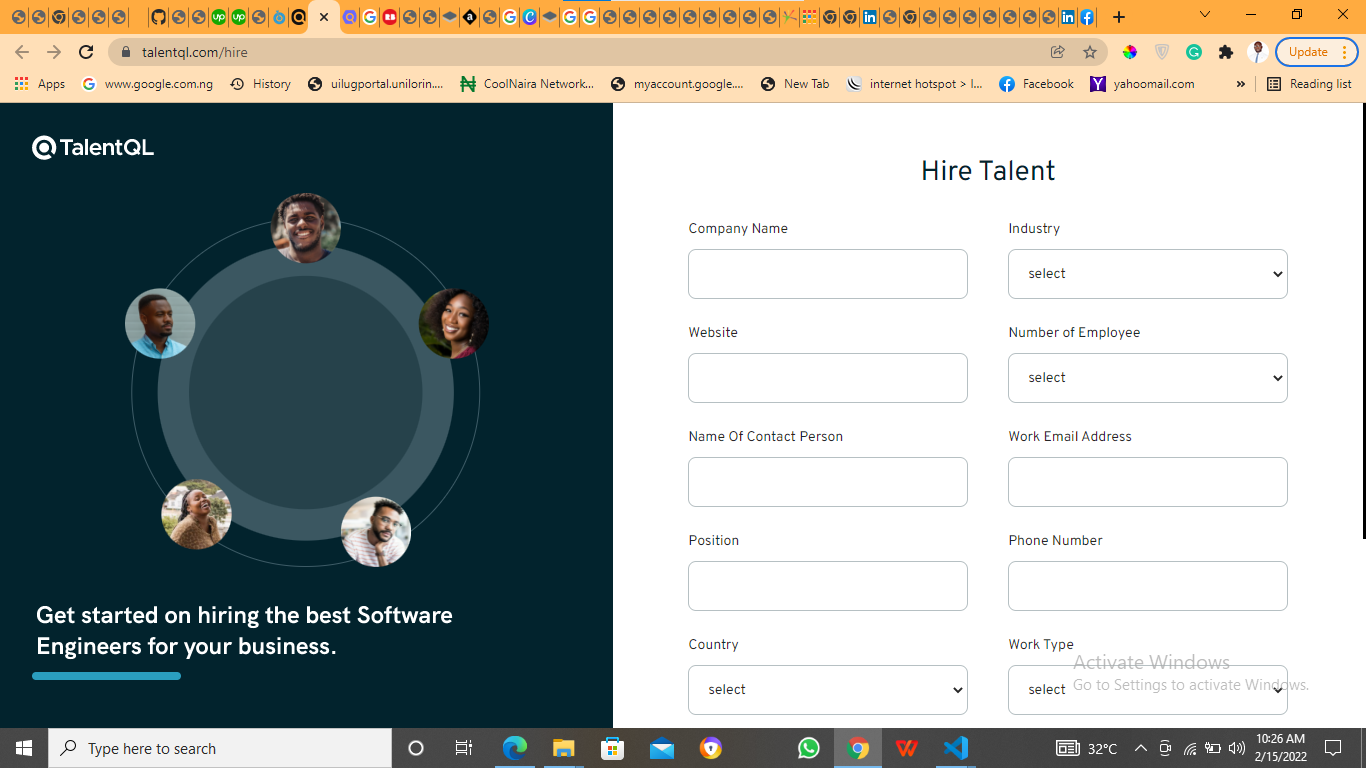 talentql.com/hire
Update
Apps
www.google.com.ng
History
uilugportal.unilorin....
CoolNaira Network...
myaccount.google....
New Tab
internet hotspot > I...
Facebook
yahoomail.com
»
Reading list
TalentQL
Get started on hiring the best Software
Engineers for your business.
Hire Talent
Company Name
Industry
select
Website
Number of Employee
select
Name Of Contact Person
Work Email Address
Position
Phone Number
Country
Work Type
select
select
Activate Windows
Go to Settings to activate Windows.
Type here to search
32°C
10:26 AM
2/15/2022